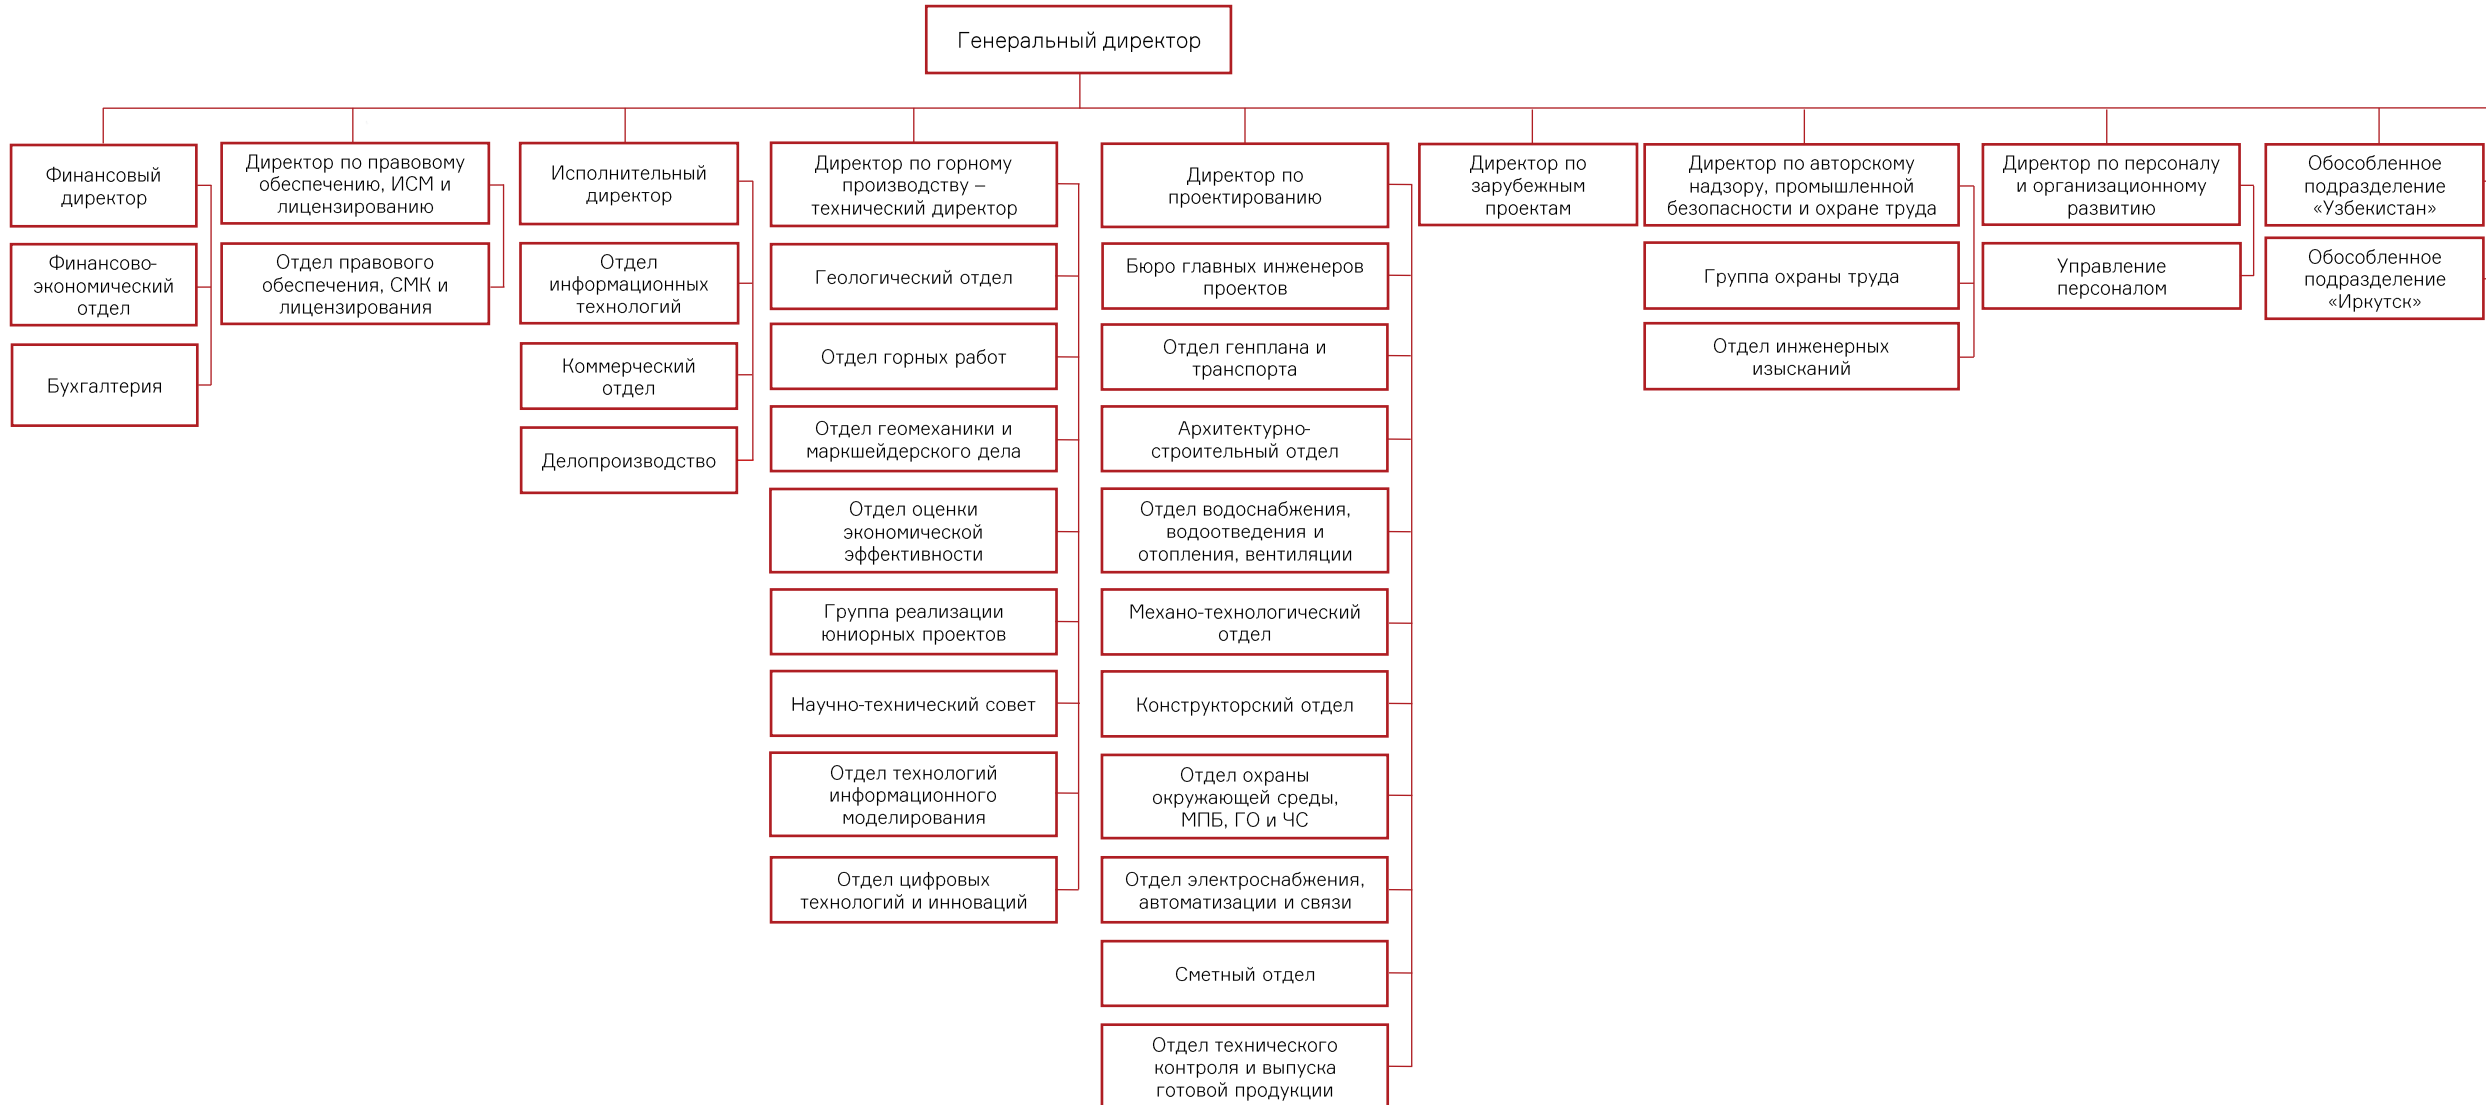 Генеральный директор
Финансовый
директор
Финансово-
экономический
отдел
Бухгалтерия
Директор по правовому
обеспечению, ИСМ и
лицензированию
Отдел правового
обеспечения, СМК и
лицензирования
Исполнительный
директор
Отдел
информационных
технологий
Коммерческий
отдел
Делопроизводство
Директор по горному
производству –
технический директор
Геологический отдел
Отдел горных работ
Отдел геомеханики и
маркшейдерского дела
Отдел оценки
экономической
эффективности
Группа реализации
юниорных проектов
Научно-технический совет
Отдел технологий
информационного
моделирования
Отдел цифровых
технологий и инноваций
Директор по
проектированию
Бюро главных инженеров
проектов
Отдел генплана и
транспорта
Архитектурно-
строительный отдел
Отдел водоснабжения,
водоотведения и
отопления, вентиляции
Механо-технологический
отдел
Конструкторский отдел
Отдел охраны
окружающей среды,
МПБ, ГО и ЧС
Отдел электроснабжения,
автоматизации и связи
Сметный отдел
Отдел технического
контроля и выпуска
готовой продукции
Директор по
зарубежным
проектам
Директор по авторскому
надзору, промышленной
безопасности и охране труда
Группа охраны труда
Отдел инженерных
изысканий
Директор по персоналу
и организационному
развитию
Управление
персоналом
Обособленное
подразделение
«Узбекистан»
Обособленное
подразделение
«Иркутск»